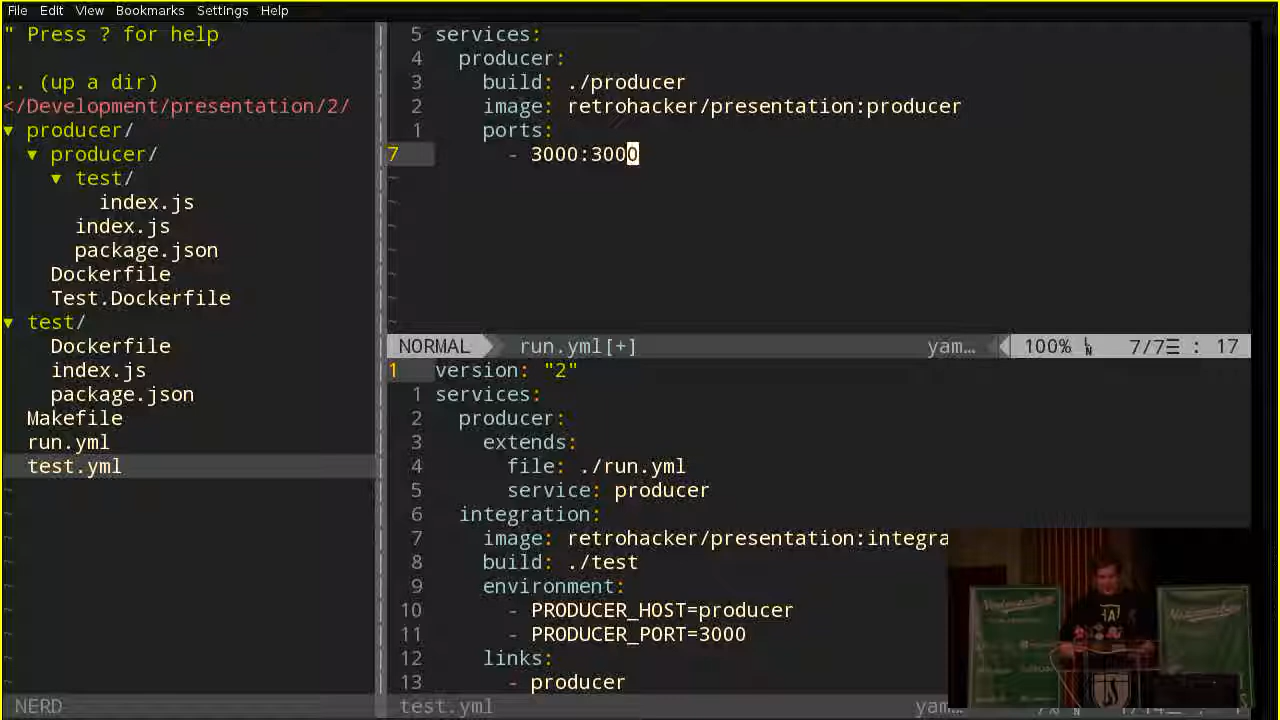 File Edit View Bookmarks Settings Help
" Press ? for help
.. (up a dir)
</Development/presentation/2/
▼ producer/
▼ producer/
▼ test/
index.js
index.js
package.json
Dockerfile
Test.Dockerfile
▼ test/
Dockerfile
index.js
package.json
Makefile
run.yml
test.yml
NERD
5 services:
4 producer:
3 build: ./producer
2 image: retrohacker/presentation:producer
1 ports:
7 - 3000:3000
NORMAL run.yml[+] yam… 100% 7/7☰ : 17
1 version: "2"
1 services:
2 producer:
3 extends:
4 file: ./run.yml
5 service: producer
6 integration:
7 image: retrohacker/presentation:integra
8 build: ./test
9 environment:
10 - PRODUCER_HOST=producer
11 - PRODUCER_PORT=3000
12 links:
13 - producer
test.yml yam…